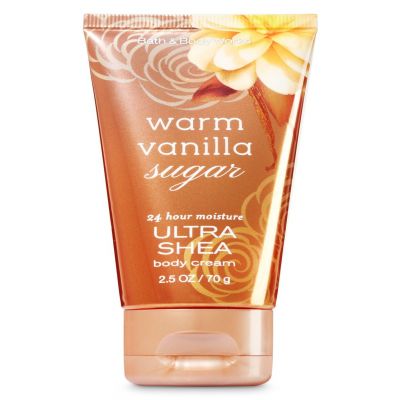 Bath & Body Works
warm
vanilla
sugar
24 hour moisture
ULTRA
SHEA
body cream
2.5 OZ / 70 g